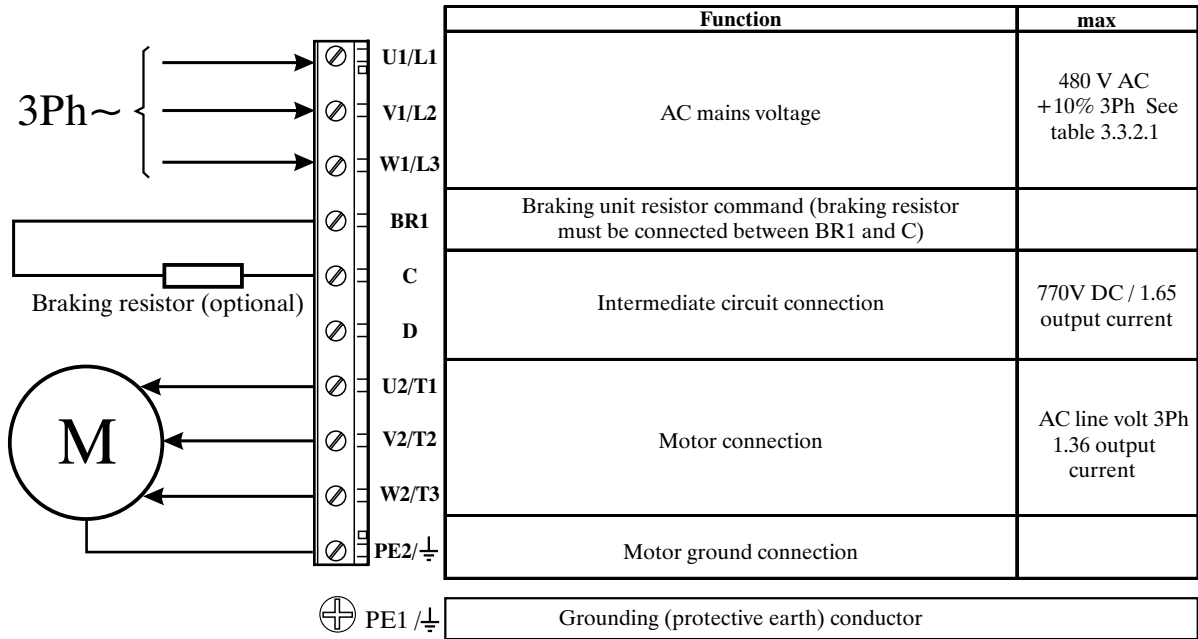 Function
max
3Ph~
U1/L1
V1/L2
W1/L3
AC mains voltage
480 V AC
+10% 3Ph See
table 3.3.2.1
BR1
Braking unit resistor command (braking resistor
must be connected between BR1 and C)
C
Braking resistor (optional)
D
Intermediate circuit connection
770V DC / 1.65
output current
M
U2/T1
V2/T2
W2/T3
Motor connection
AC line volt 3Ph
1.36 output
current
PE2/⏚
Motor ground connection
PE1 /⏚
Grounding (protective earth) conductor